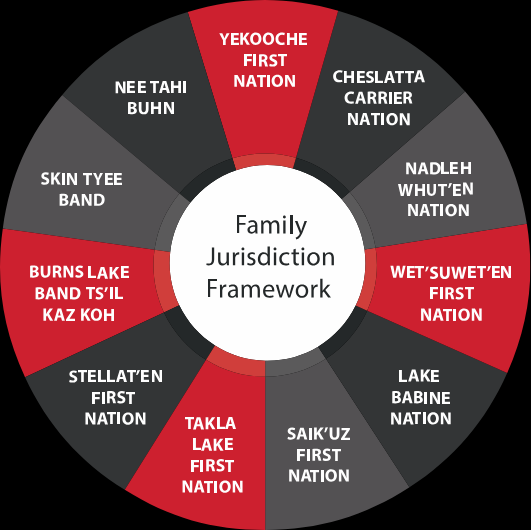 YEKOOCHE
FIRST
NATION
CHESLATTA
CARRIER
NATION
NADLEH
WHUT'EN
NATION
WET'SUWET'EN
FIRST
NATION
LAKE
BABINE
NATION
SAIK'UZ
FIRST
NATION
TAKLA
LAKE
FIRST
NATION
STELLAT'EN
FIRST
NATION
BURNS LAKE
BAND TS'IL
KAZ KOH
SKIN TYEE
BAND
NEE TAHI
BUHN
Family
Jurisdiction
Framework